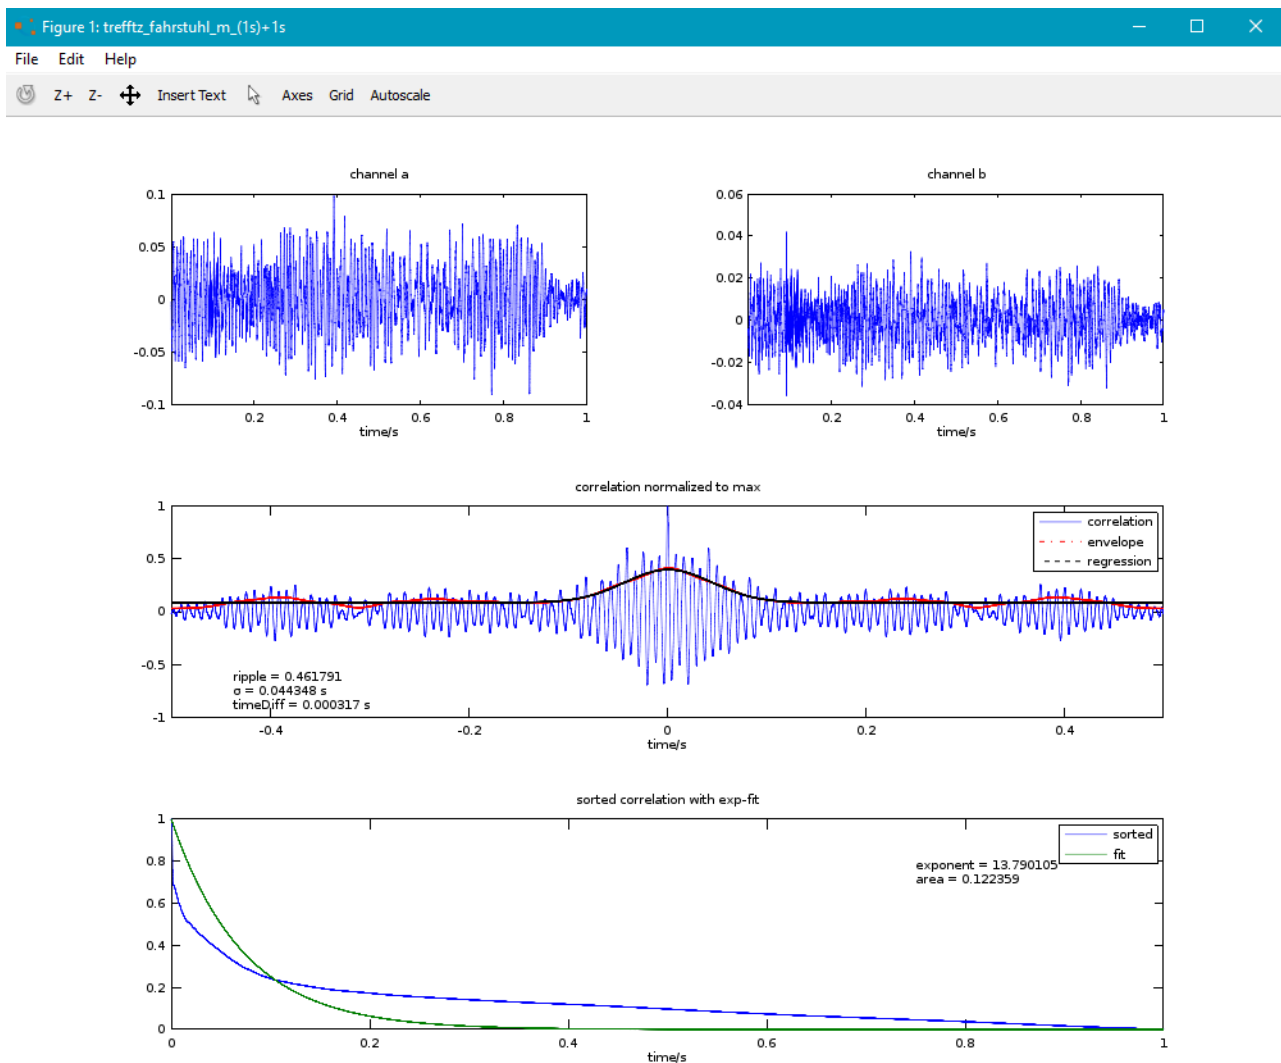 Figure 1: trefftz_fahrstuhl_m_(1s)+1s
File Edit Help
Z+ Z- Insert Text Axes Grid Autoscale
channel a
0.1
0.05
0
-0.05
-0.1
0.2 0.4 0.6 0.8 1
time/s
channel b
0.06
0.04
0.02
0
-0.02
-0.04
0.2 0.4 0.6 0.8 1
time/s
correlation normalized to max
1
0.5
0
-0.5
-1
correlation
envelope
regression
ripple = 0.461791
σ = 0.044348 s
timeDiff = 0.000317 s
-0.4 -0.2 0 0.2 0.4
time/s
sorted correlation with exp-fit
1
0.8
0.6
0.4
0.2
0
sorted
fit
exponent = 13.790105
area = 0.122359
0 0.2 0.4 0.6 0.8 1
time/s